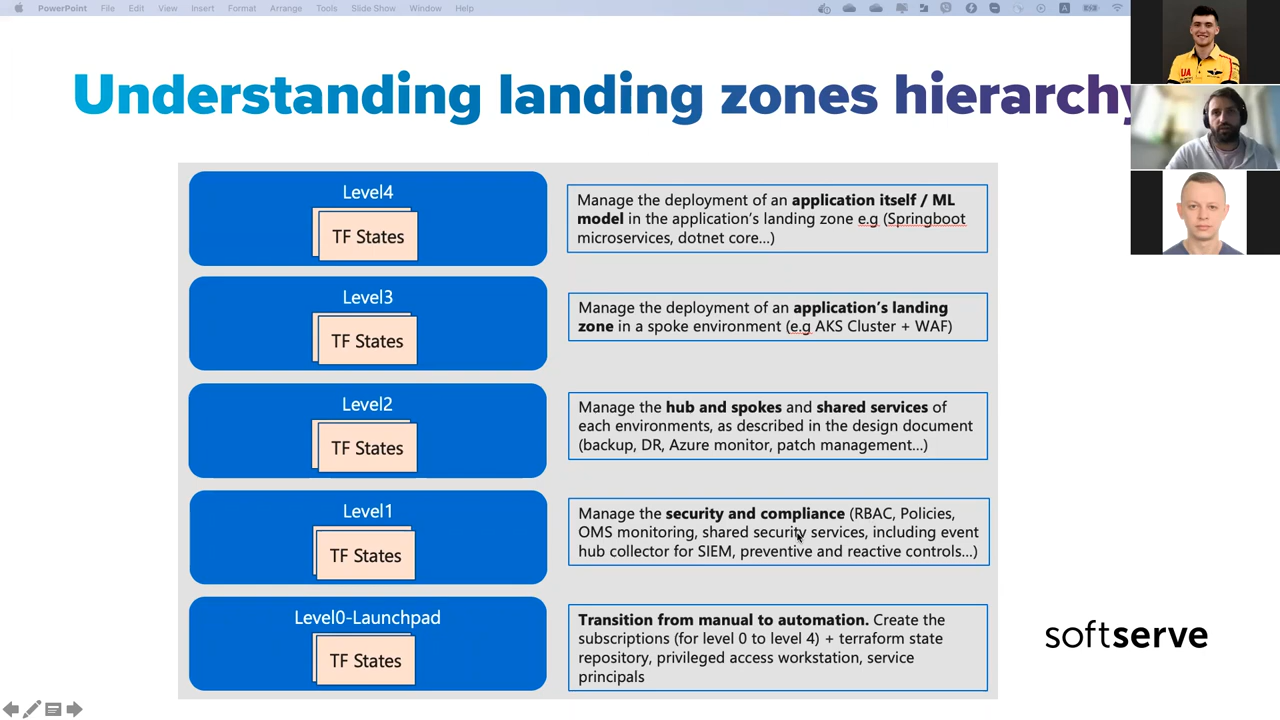 PowerPoint File Edit View Insert Format Arrange Tools Slide Show Window Help
Understanding landing zones hierarchy
Level4
TF States
Manage the deployment of an application itself / ML
model in the application's landing zone e.g (Springboot
microservices, dotnet core...)
Level3
TF States
Manage the deployment of an application's landing
zone in a spoke environment (e.g AKS Cluster + WAF)
Level2
TF States
Manage the hub and spokes and shared services of
each environments, as described in the design document
(backup, DR, Azure monitor, patch management...)
Level1
TF States
Manage the security and compliance (RBAC, Policies,
OMS monitoring, shared security services, including event
hub collector for SIEM, preventive and reactive controls...)
Level0-Launchpad
TF States
Transition from manual to automation. Create the
subscriptions (for level 0 to level 4) + terraform state
repository, privileged access workstation, service
principals
softserve
UA
A